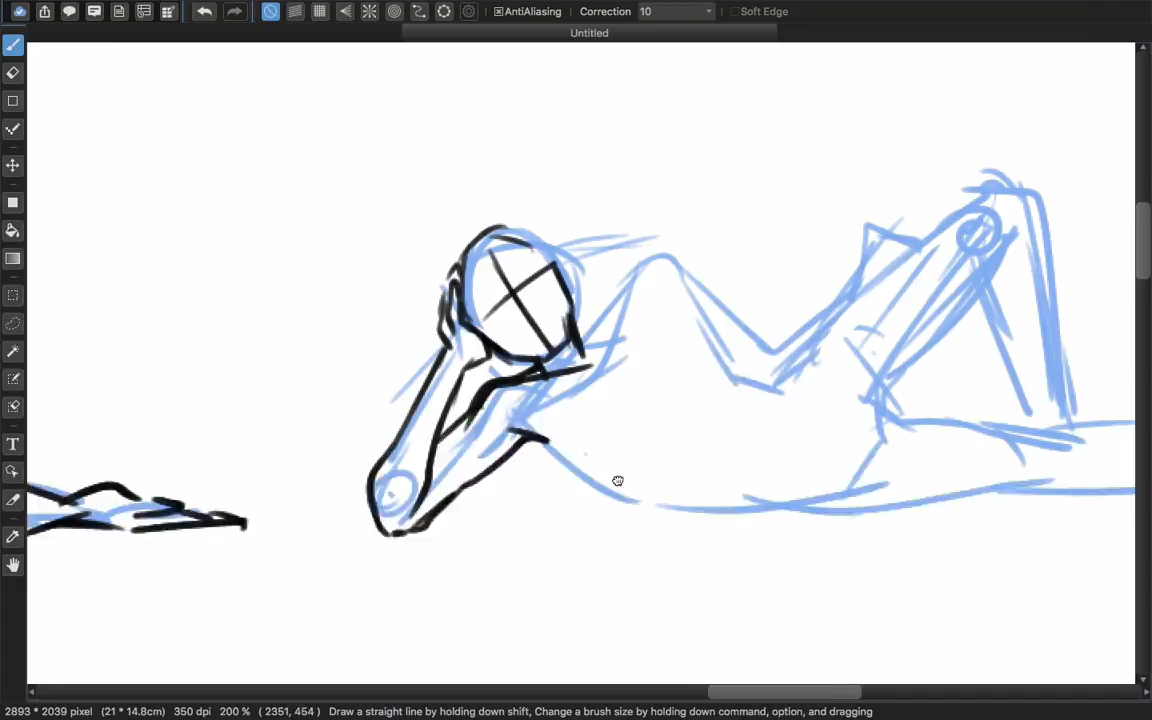 AntiAliasing Correction 10 Soft Edge
Untitled
T
2893 * 2039 pixel (21 * 14.8cm) 350 dpi 200 % ( 2351, 454 ) Draw a straight line by holding down shift, Change a brush size by holding down command, option, and dragging